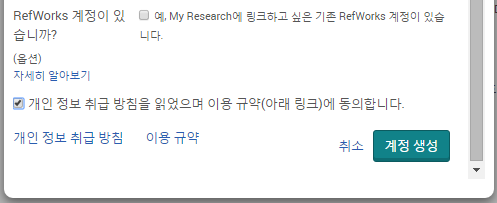 RefWorks 계정이 있
습니까?
예, My Research에 링크하고 싶은 기존 RefWorks 계정이 있습
니다.
(옵션)
자세히 알아보기
개인 정보 취급 방침을 읽었으며 이용 규약(아래 링크)에 동의합니다.
개인 정보 취급 방침 이용 규약
취소 계정 생성